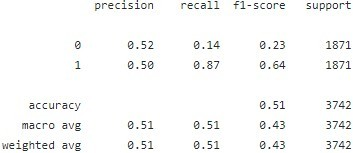 precision recall f1-score support
0 0.52 0.14 0.23 1871
1 0.50 0.87 0.64 1871
accuracy 0.51 3742
macro avg 0.51 0.51 0.43 3742
weighted avg 0.51 0.51 0.43 3742